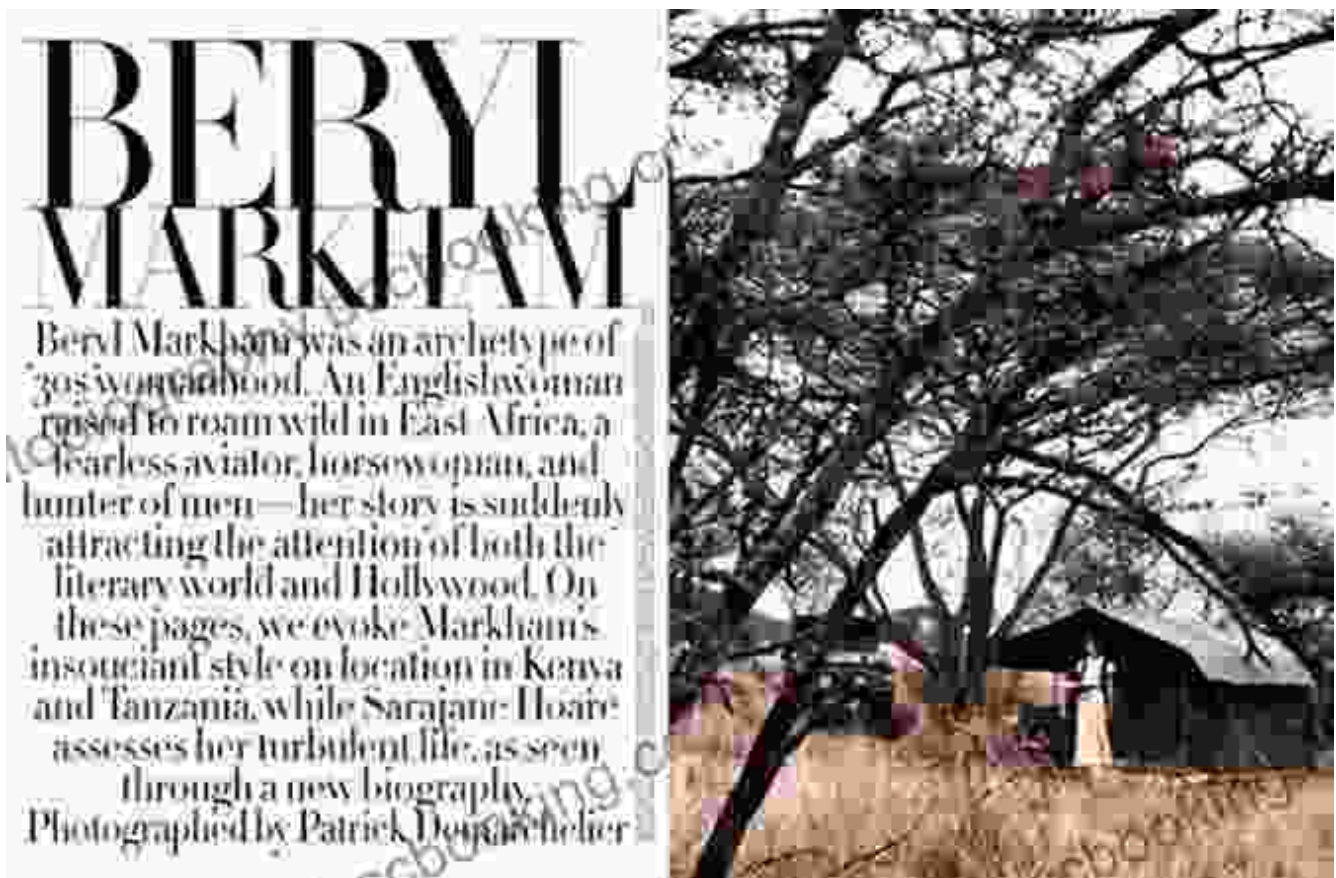 BERYL
MARKHAM
Beryl Markham was an archetype of
'30s womanhood. An Englishwoman
raised to roam wild in East Africa, a
fearless aviator, horsewoman, and
hunter of men—her story is suddenly
attracting the attention of both the
literary world and Hollywood. On
these pages, we evoke Markham's
insouciant style on location in Kenya
and Tanzania, while Sarajane Hoare
assesses her turbulent life, as seen
through a new biography.
Photographed by Patrick Demarchelier